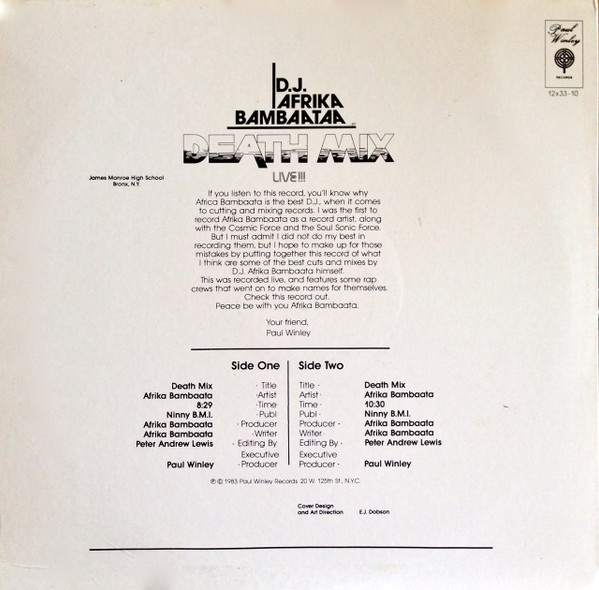 Paul
Winley
RECORDS
12x33-10
D.J.
AFRIKA
BAMBAATAA
DEATH MIX
LIVE!!!
James Monroe High School
Bronx, N.Y.
If you listen to this record, you'll know why
Africa Bambaata is the best D.J., when it comes
to cutting and mixing records. I was the first to
record Afrika Bambaata as a record artist, along
with the Cosmic Force and the Soul Sonic Force.
But I must admit I did not do my best in
recording them, but I hope to make up for those
mistakes by putting together this record of what
I think are some of the best cuts and mixes by
D.J. Afrika Bambaata himself.
This was recorded live, and features some rap
crews that went on to make names for themselves.
Check this record out.
Peace be with you Afrika Bambaata.
Your friend,
Paul Winley
Side One Side Two
Death Mix · Title Title · Death Mix
Afrika Bambaata · Artist Artist · Afrika Bambaata
8:29 · Time Time · 10:30
Ninny B.M.I. · Publ Publ · Ninny B.M.I.
Afrika Bambaata · Producer Producer · Afrika Bambaata
Afrika Bambaata · Writer Writer · Afrika Bambaata
Peter Andrew Lewis · Editing By Editing By · Peter Andrew Lewis
Executive Executive
Paul Winley · Producer Producer · Paul Winley
℗ © 1983 Paul Winley Records 20 W. 125th St., N.Y.C.
Cover Design
and Art Direction E.J. Dobson